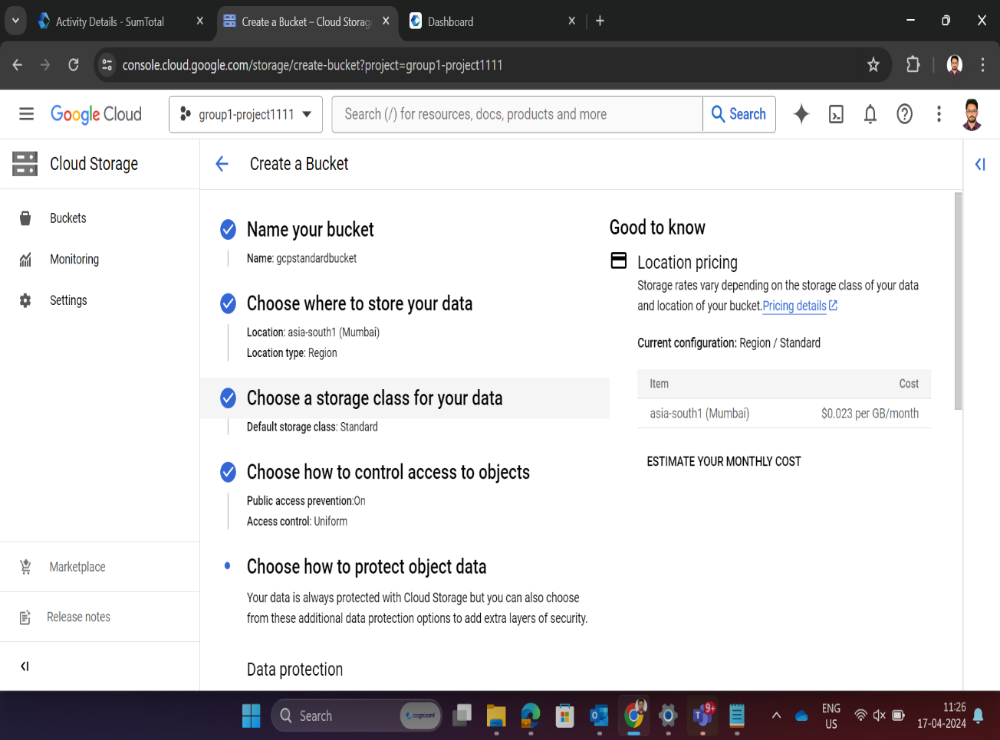 Activity Details - SumTotal
Create a Bucket – Cloud Storag
Dashboard
console.cloud.google.com/storage/create-bucket?project=group1-project1111
Google Cloud
group1-project1111
Search (/) for resources, docs, products and more
Search
Cloud Storage
Create a Bucket
Buckets
Monitoring
Settings
Name your bucket
Name: gcpstandardbucket
Choose where to store your data
Location: asia-south1 (Mumbai)
Location type: Region
Choose a storage class for your data
Default storage class: Standard
Choose how to control access to objects
Public access prevention:On
Access control: Uniform
Choose how to protect object data
Your data is always protected with Cloud Storage but you can also choose
from these additional data protection options to add extra layers of security.
Data protection
Good to know
Location pricing
Storage rates vary depending on the storage class of your data
and location of your bucket.Pricing details
Current configuration: Region / Standard
Item Cost
asia-south1 (Mumbai) $0.023 per GB/month
ESTIMATE YOUR MONTHLY COST
Marketplace
Release notes
Search
cognizant
9+
ENG
US
11:26
17-04-2024